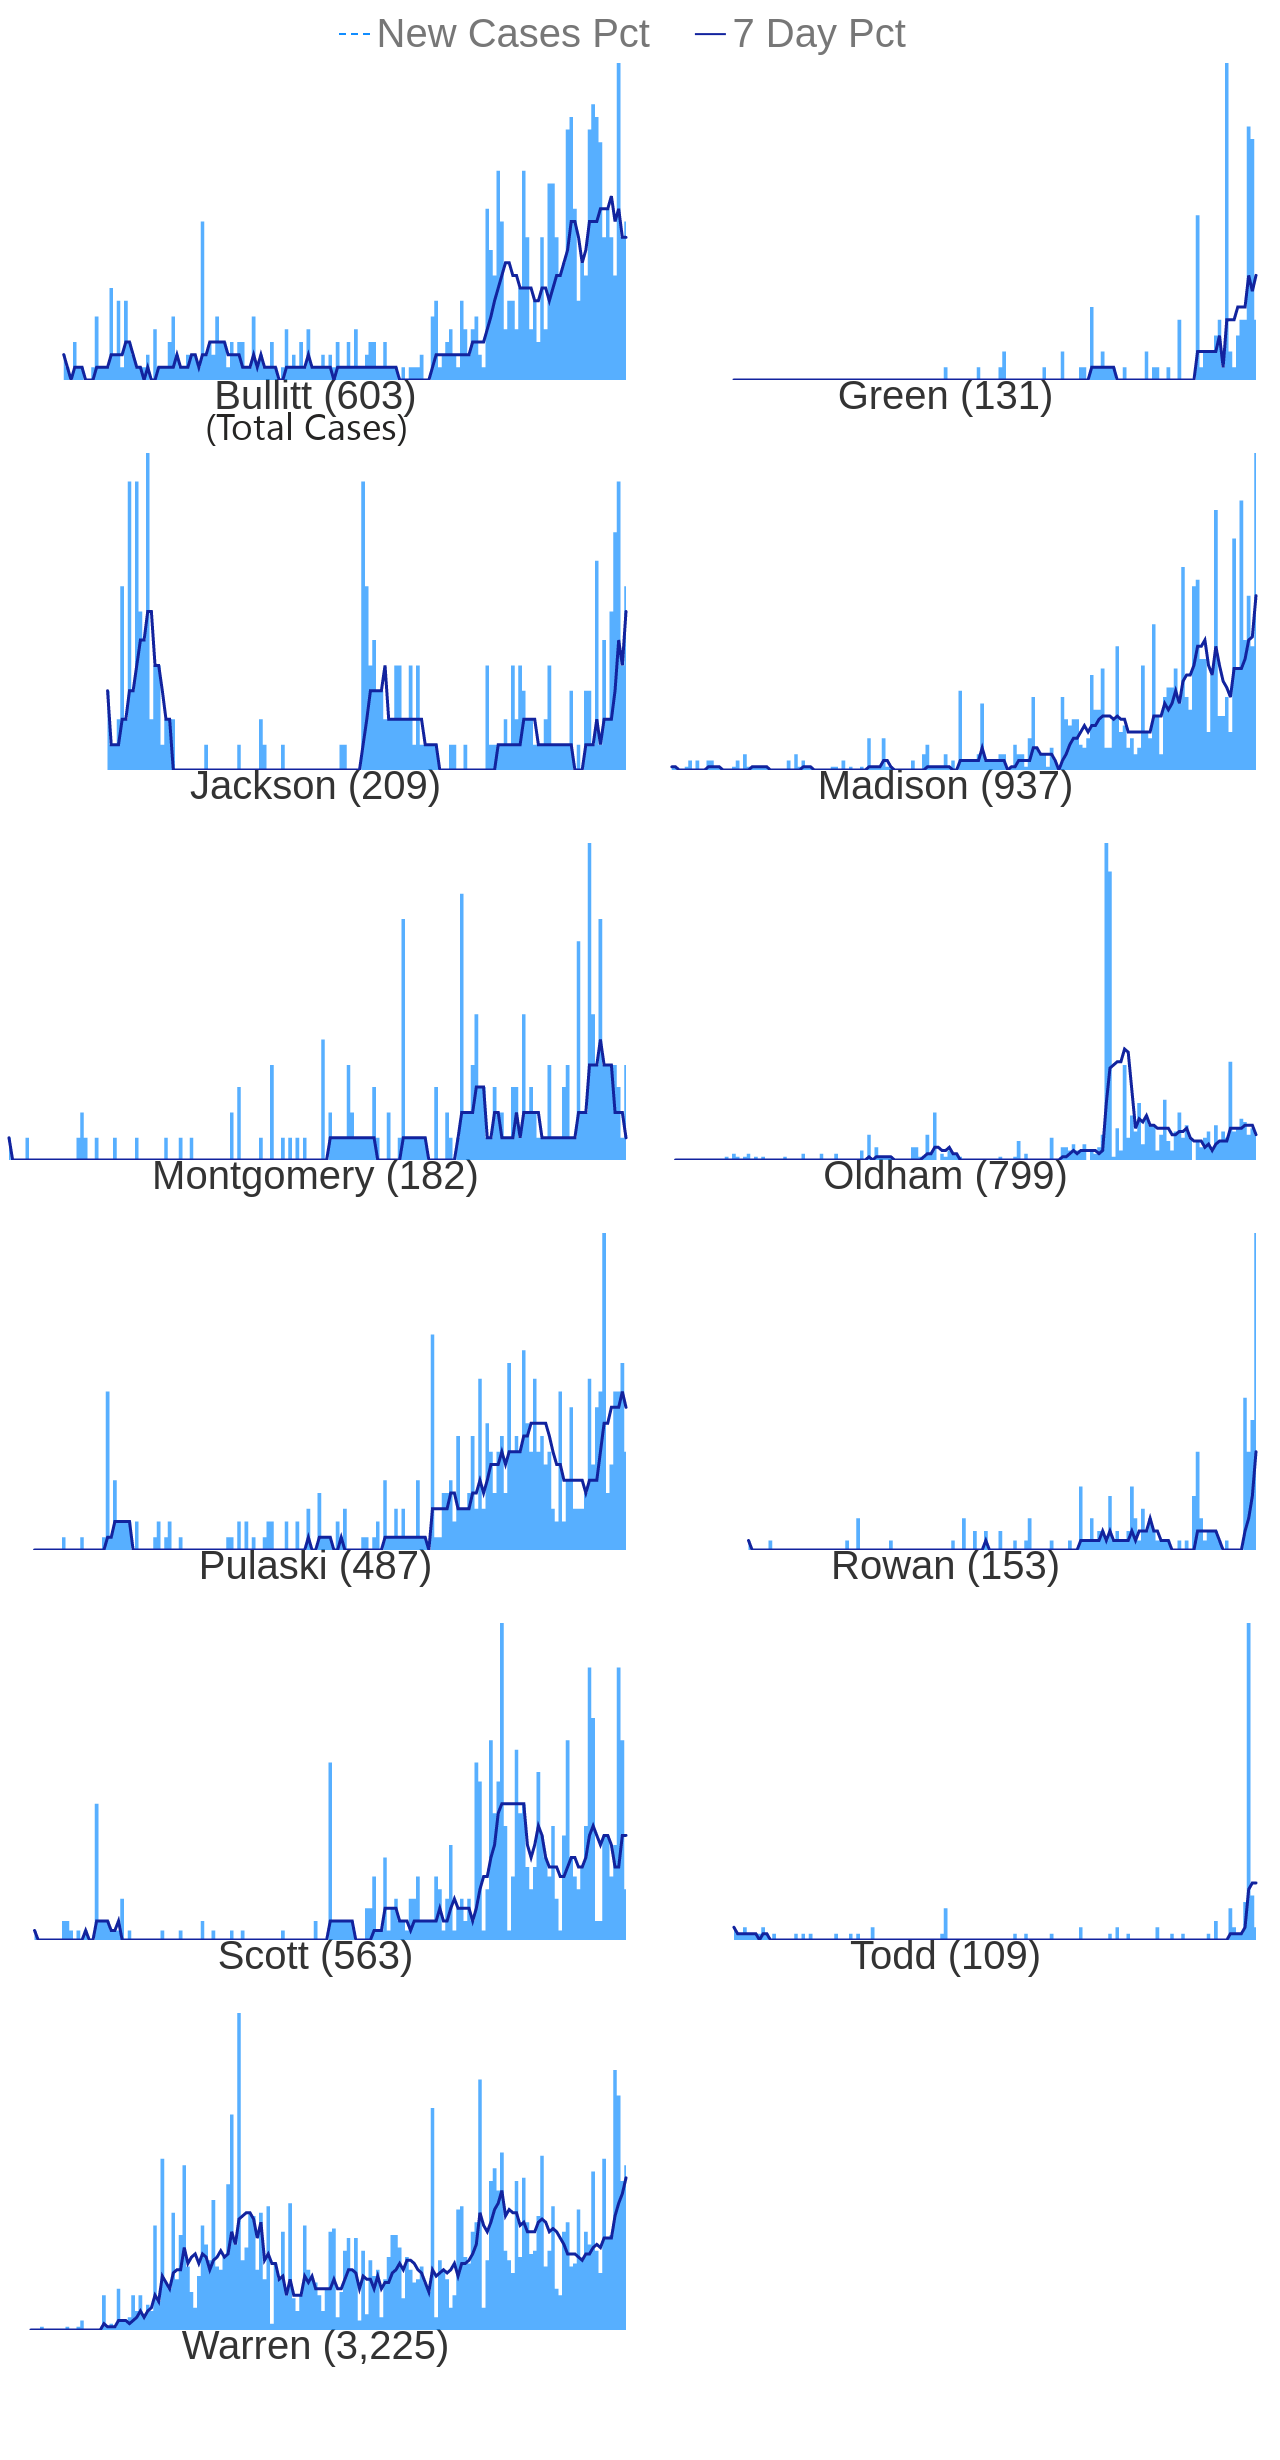 New Cases Pct 7 Day Pct
Bullitt (603) Green (131)
(Total Cases)
Jackson (209) Madison (937)
Montgomery (182) Oldham (799)
Pulaski (487) Rowan (153)
Scott (563) Todd (109)
Warren (3,225)